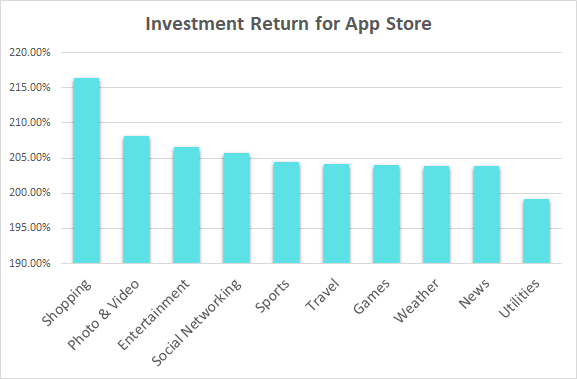 Investment Return for App Store
220.00%
215.00%
210.00%
205.00%
200.00%
195.00%
190.00%
Shopping
Photo & Video
Entertainment
Social Networking
Sports
Travel
Games
Weather
News
Utilities